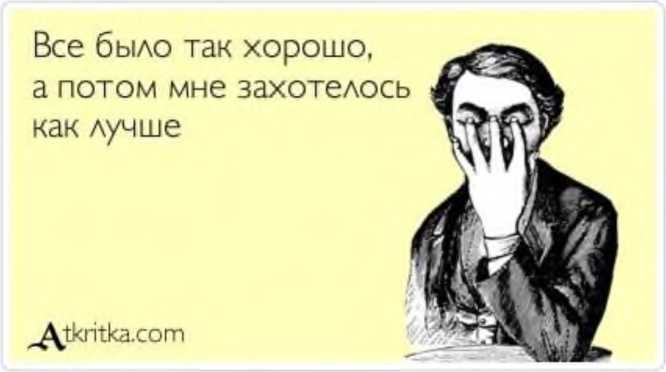 Все было так хорошо,
а потом мне захотелось
как лучше
Atkritka.com